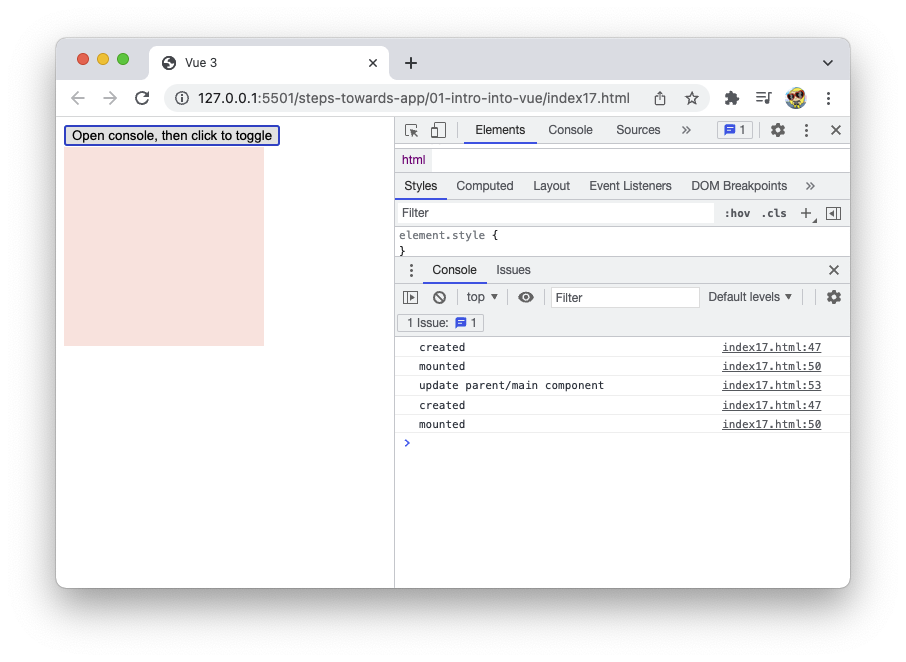 Vue 3
127.0.0.1:5501/steps-towards-app/01-intro-into-vue/index17.html
Open console, then click to toggle
Elements Console Sources » 1
html
Styles Computed Layout Event Listeners DOM Breakpoints »
Filter :hov .cls +
element.style {
}
Console Issues
top Filter Default levels
1 Issue: 1
created index17.html:47
mounted index17.html:50
update parent/main component index17.html:53
created index17.html:47
mounted index17.html:50
>